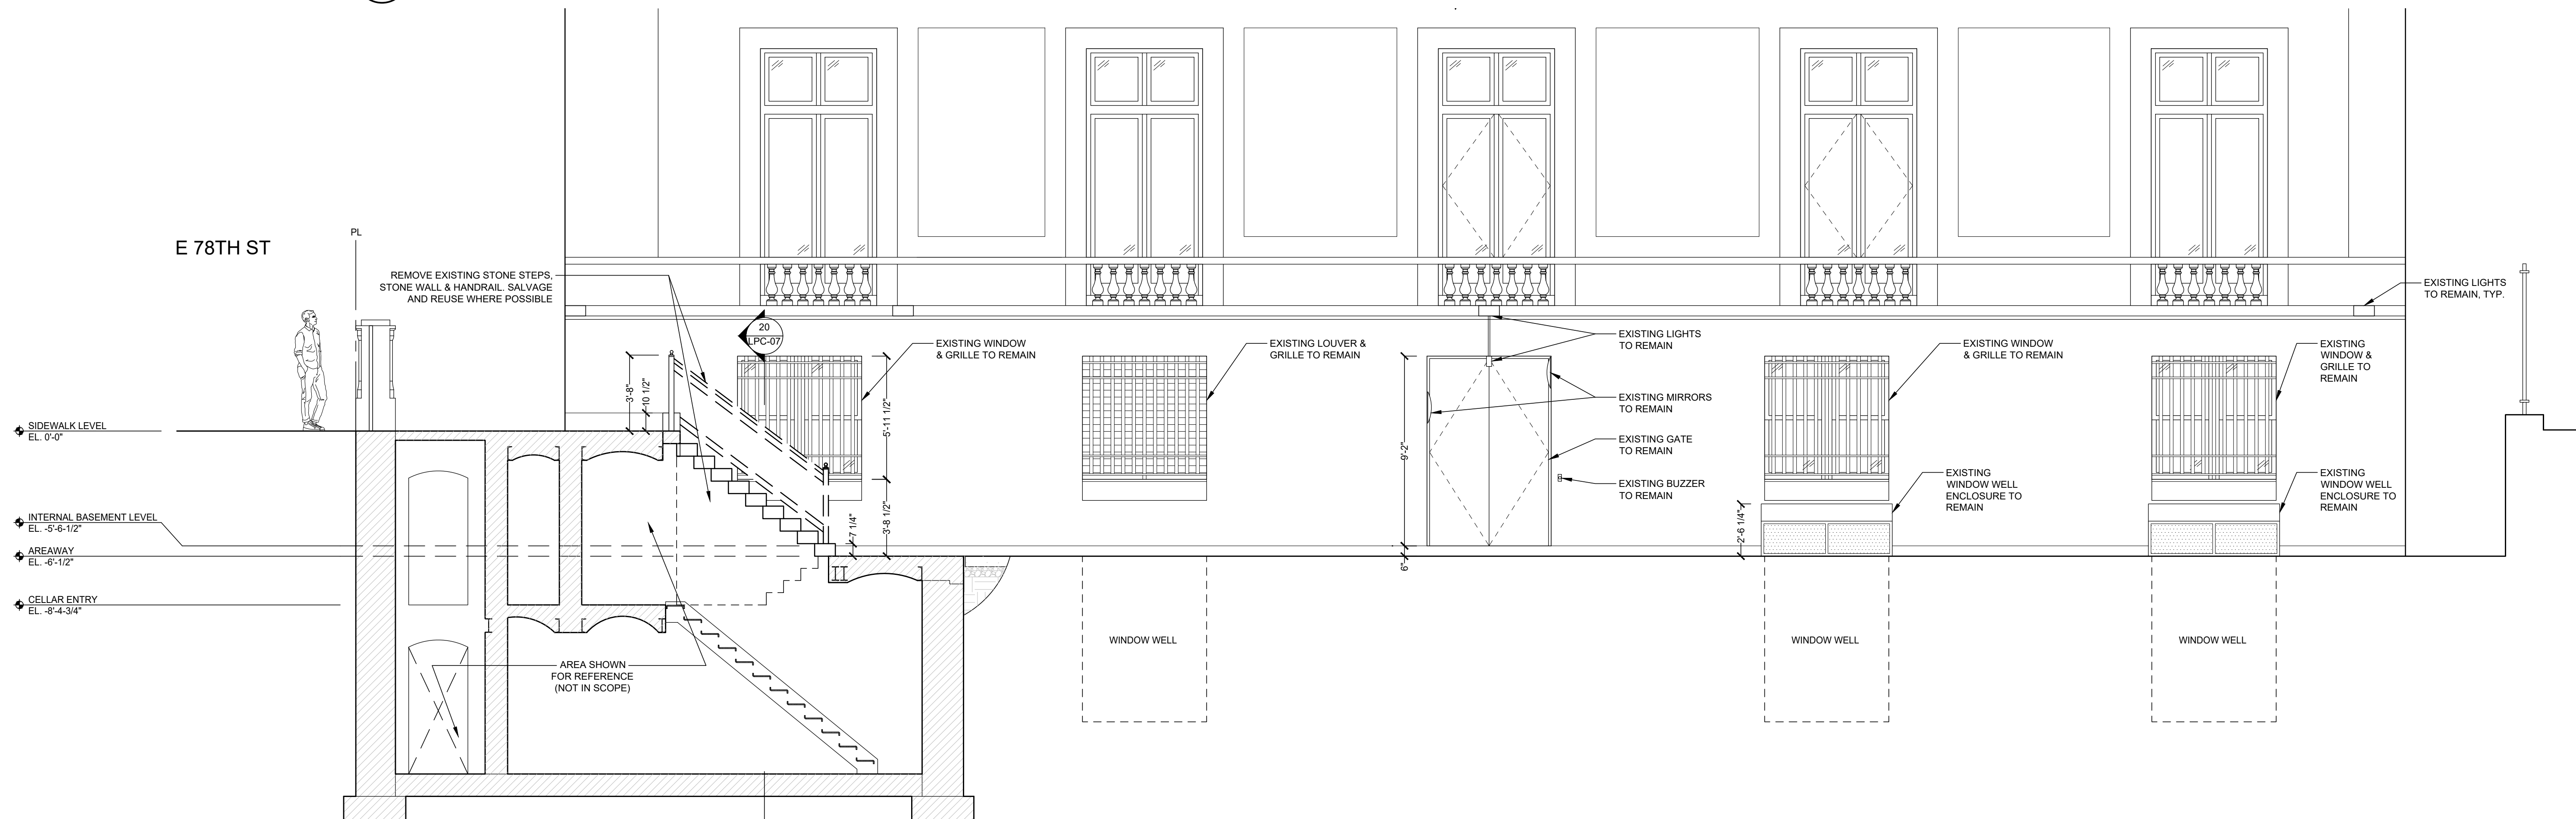 E 78TH ST
PL
REMOVE EXISTING STONE STEPS,
STONE WALL & HANDRAIL. SALVAGE
AND REUSE WHERE POSSIBLE
20
LPC-07
EXISTING WINDOW
& GRILLE TO REMAIN
EXISTING LOUVER &
GRILLE TO REMAIN
EXISTING LIGHTS
TO REMAIN
EXISTING MIRRORS
TO REMAIN
EXISTING GATE
TO REMAIN
EXISTING BUZZER
TO REMAIN
EXISTING WINDOW
& GRILLE TO REMAIN
EXISTING
WINDOW WELL
ENCLOSURE TO
REMAIN
EXISTING LIGHTS
TO REMAIN, TYP.
EXISTING
WINDOW &
GRILLE TO
REMAIN
EXISTING
WINDOW WELL
ENCLOSURE TO
REMAIN
3'-8"
10 1/2"
5'-11 1/2"
3'-8 1/2"
7 1/4"
9'-2"
6"
2'-6 1/4"
SIDEWALK LEVEL
EL. 0'-0"
INTERNAL BASEMENT LEVEL
EL. -5'-6-1/2"
AREAWAY
EL. -6'-1/2"
CELLAR ENTRY
EL. -8'-4-3/4"
AREA SHOWN
FOR REFERENCE
(NOT IN SCOPE)
WINDOW WELL
WINDOW WELL
WINDOW WELL